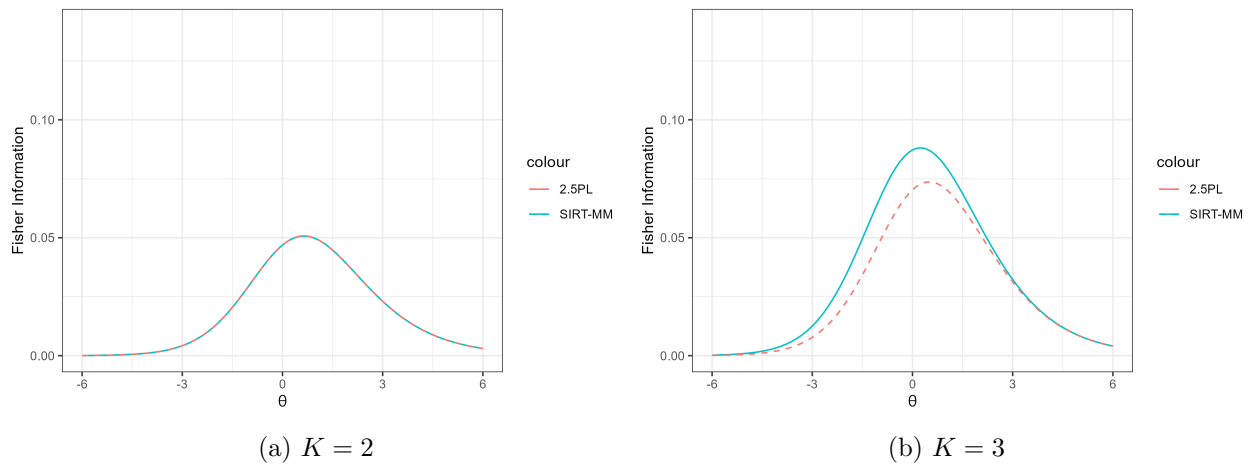 Fisher Information
0.10
0.05
0.00
-6
-3
0
3
6
θ
colour
2.5PL
SIRT-MM
(a) K = 2
Fisher Information
0.10
0.05
0.00
-6
-3
0
3
6
θ
colour
2.5PL
SIRT-MM
(b) K = 3